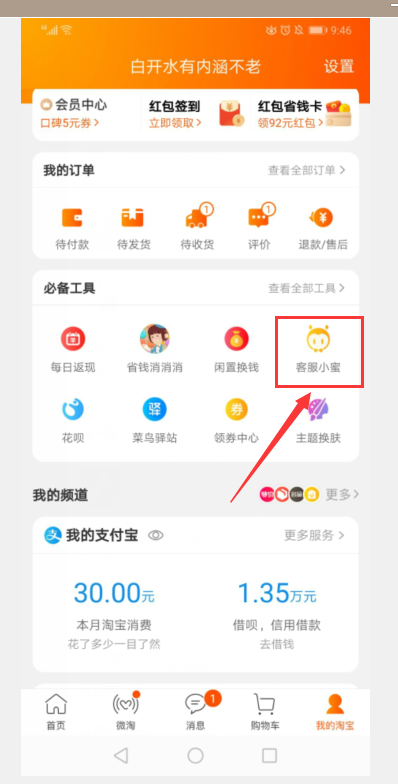 9:46
白开水有内涵不老 设置
会员中心 红包签到 红包省钱卡
口碑5元券> 立即领取> 领92元红包>
我的订单 查看全部订单 >
1 1
待付款 待发货 待收货 评价 退款/售后
必备工具 查看全部工具 >
每日返现 省钱消消消 闲置换钱 客服小蜜
驿 券
花呗 菜鸟驿站 领券中心 主题换肤
我的频道 更多>
支 我的支付宝 更多服务 >
30.00元 1.35万元
本月淘宝消费 借呗，信用借款
花了多少一目了然 去借钱
1
首页 微淘 消息 购物车 我的淘宝